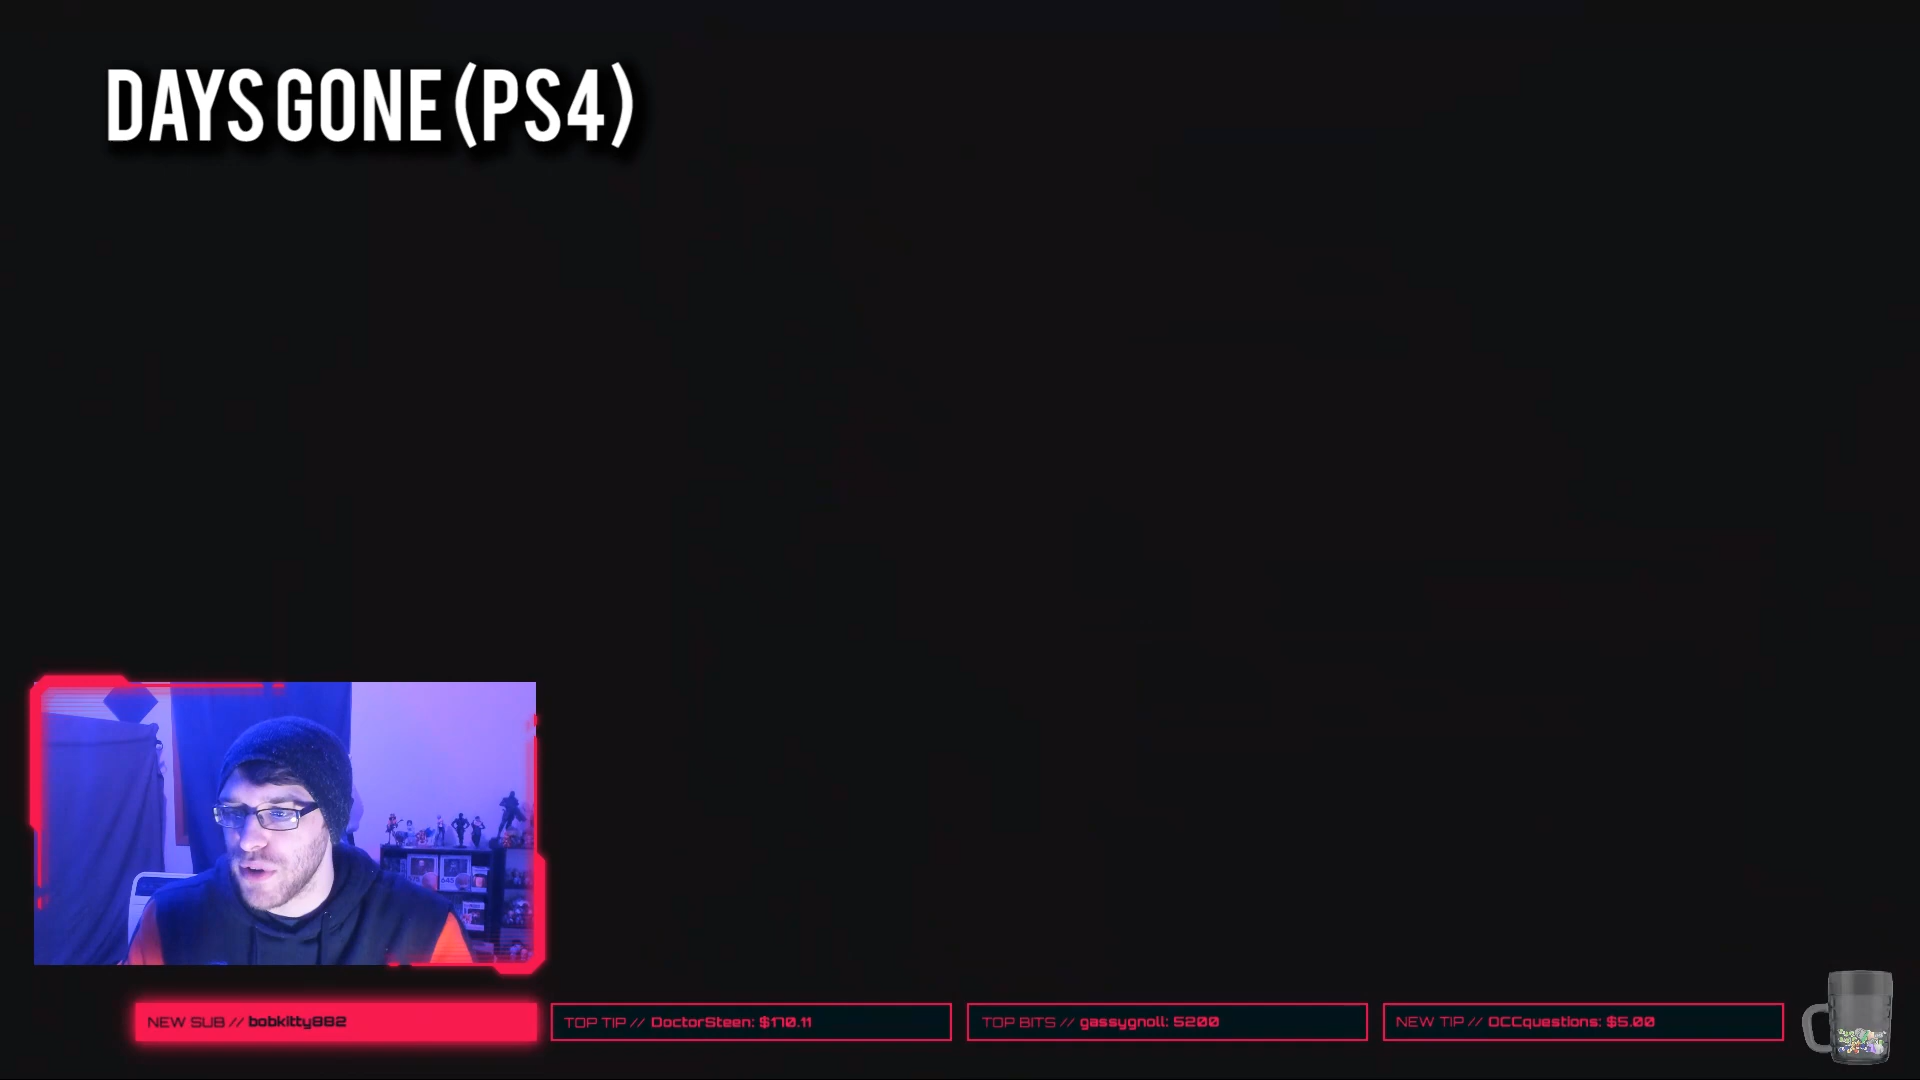 DAYS GONE (PS4)
NEW SUB // bobkitty882
TOP TIP // DoctorSteen: $170.11
TOP BITS // gassygnoll: 5200
NEW TIP // OCCquestions: $5.00